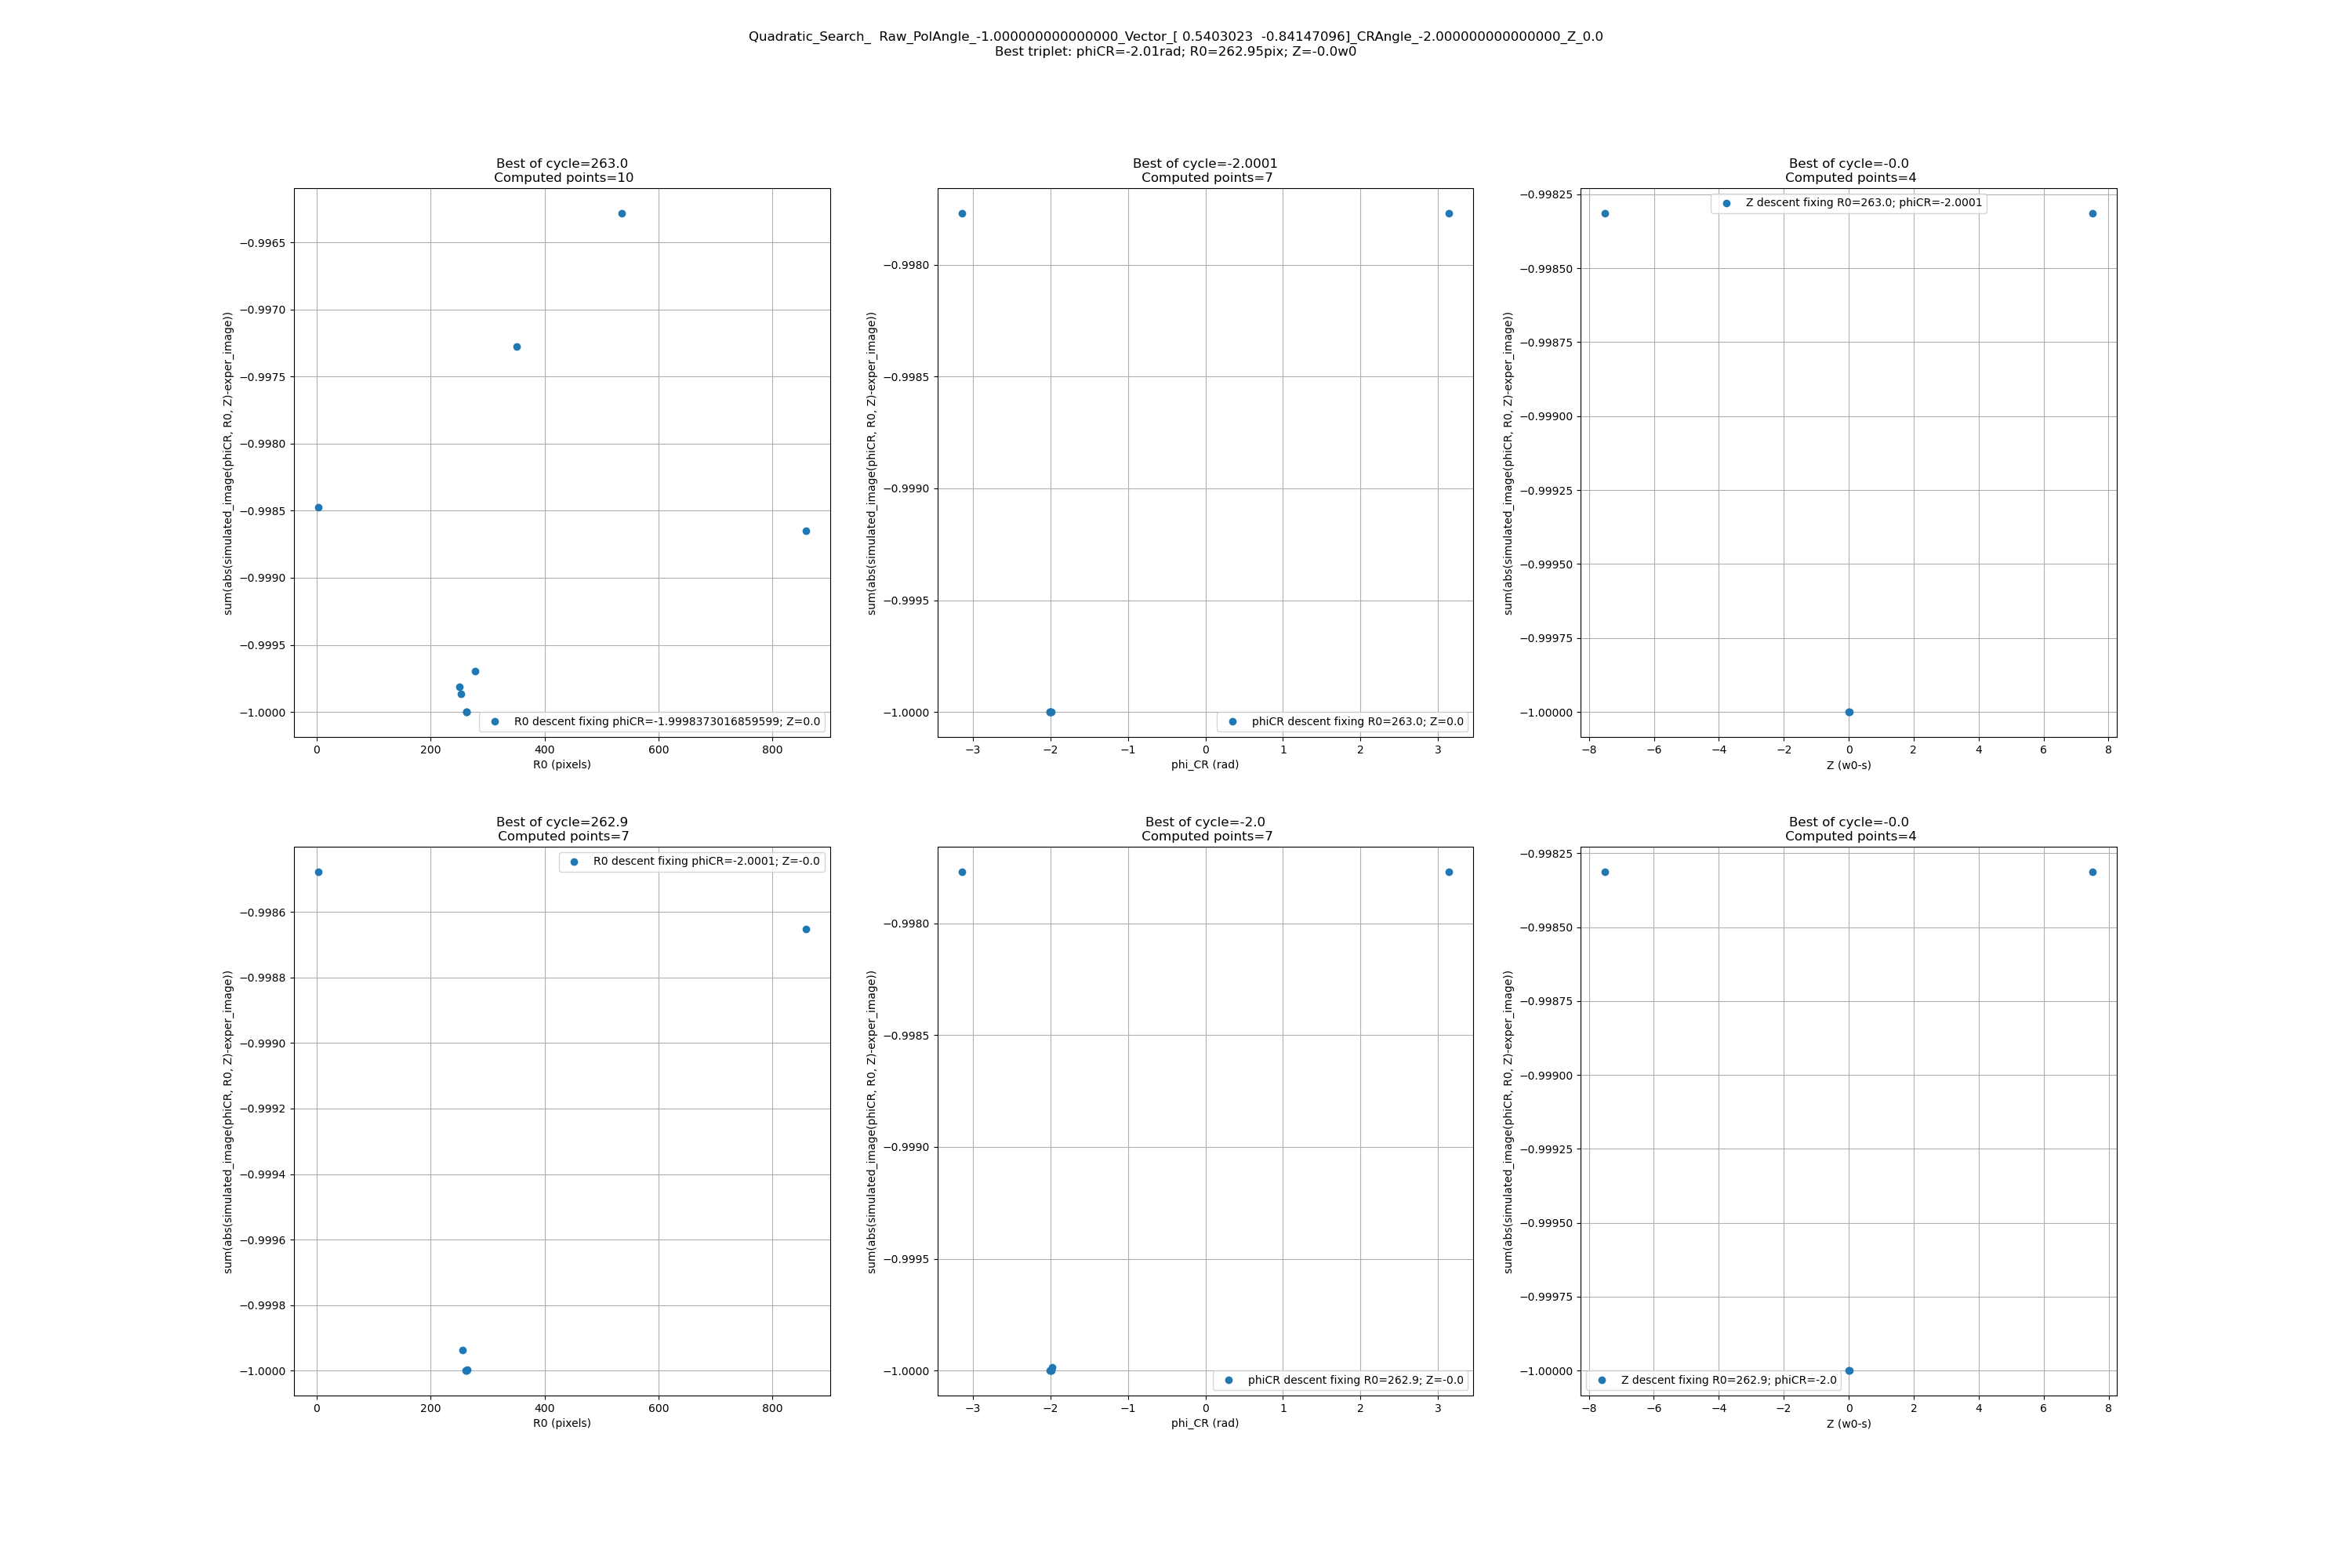 Quadratic_Search_  Raw_PolAngle_-1.000000000000000_Vector_[ 0.5403023  -0.84147096]_CRAngle_-2.000000000000000_Z_0.0
Best triplet: phiCR=-2.01rad; R0=262.95pix; Z=-0.0w0
Best of cycle=263.0
Computed points=10
sum(abs(simulated_image(phiCR, R0, Z)-exper_image))
−0.9965
−0.9970
−0.9975
−0.9980
−0.9985
−0.9990
−0.9995
−1.0000
R0 descent fixing phiCR=-1.9998373016859599; Z=0.0
0 200 400 600 800
R0 (pixels)
Best of cycle=-2.0001
Computed points=7
sum(abs(simulated_image(phiCR, R0, Z)-exper_image))
−0.9980
−0.9985
−0.9990
−0.9995
−1.0000
phiCR descent fixing R0=263.0; Z=0.0
−3 −2 −1 0 1 2 3
phi_CR (rad)
Best of cycle=-0.0
Computed points=4
sum(abs(simulated_image(phiCR, R0, Z)-exper_image))
Z descent fixing R0=263.0; phiCR=-2.0001
−0.99825
−0.99850
−0.99875
−0.99900
−0.99925
−0.99950
−0.99975
−1.00000
−8 −6 −4 −2 0 2 4 6 8
Z (w0-s)
Best of cycle=262.9
Computed points=7
sum(abs(simulated_image(phiCR, R0, Z)-exper_image))
R0 descent fixing phiCR=-2.0001; Z=-0.0
−0.9986
−0.9988
−0.9990
−0.9992
−0.9994
−0.9996
−0.9998
−1.0000
0 200 400 600 800
R0 (pixels)
Best of cycle=-2.0
Computed points=7
sum(abs(simulated_image(phiCR, R0, Z)-exper_image))
−0.9980
−0.9985
−0.9990
−0.9995
−1.0000
phiCR descent fixing R0=262.9; Z=-0.0
−3 −2 −1 0 1 2 3
phi_CR (rad)
Best of cycle=-0.0
Computed points=4
sum(abs(simulated_image(phiCR, R0, Z)-exper_image))
−0.99825
−0.99850
−0.99875
−0.99900
−0.99925
−0.99950
−0.99975
−1.00000
Z descent fixing R0=262.9; phiCR=-2.0
−8 −6 −4 −2 0 2 4 6 8
Z (w0-s)